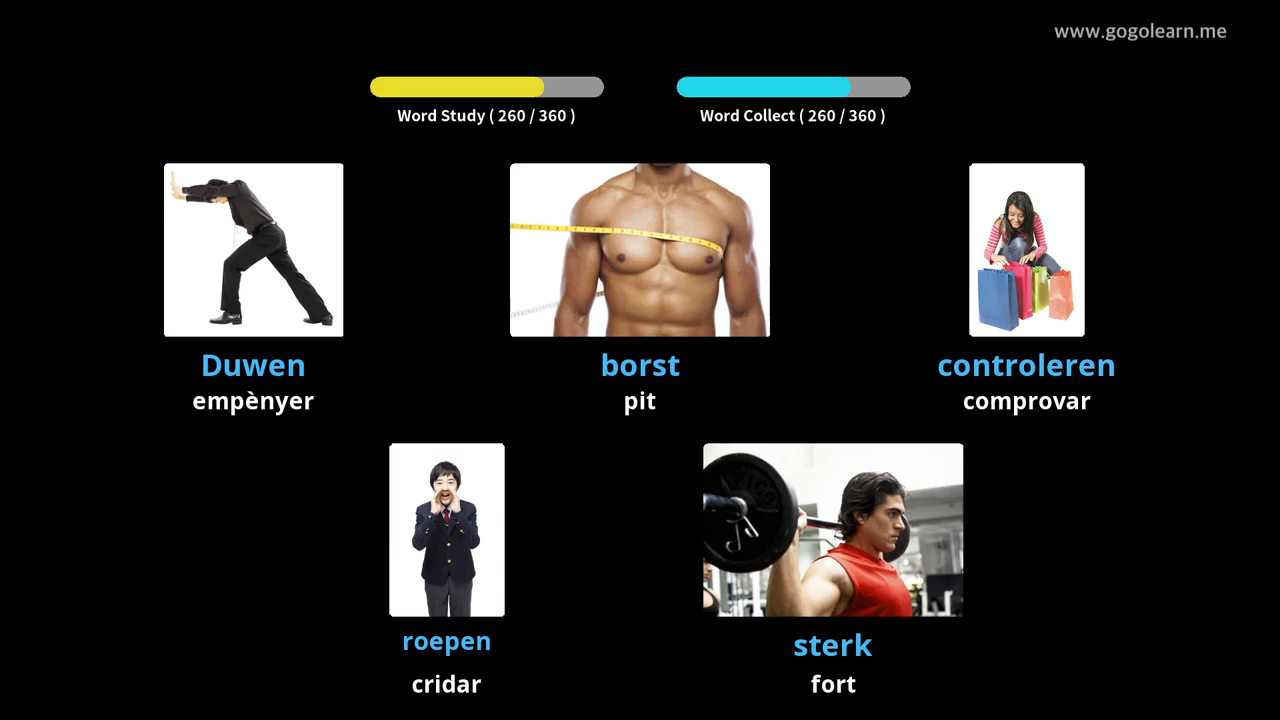 www.gogolearn.me
Word Study ( 260 / 360 )
Word Collect ( 260 / 360 )
Duwen
empènyer
borst
pit
controleren
comprovar
roepen
cridar
sterk
fort